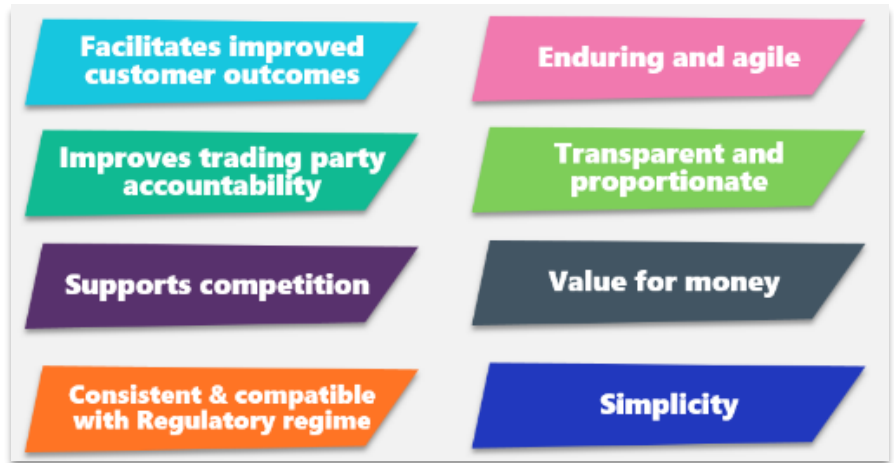 Facilitates improved
customer outcomes
Enduring and agile
Improves trading party
accountability
Transparent and
proportionate
Supports competition
Value for money
Consistent & compatible
with Regulatory regime
Simplicity